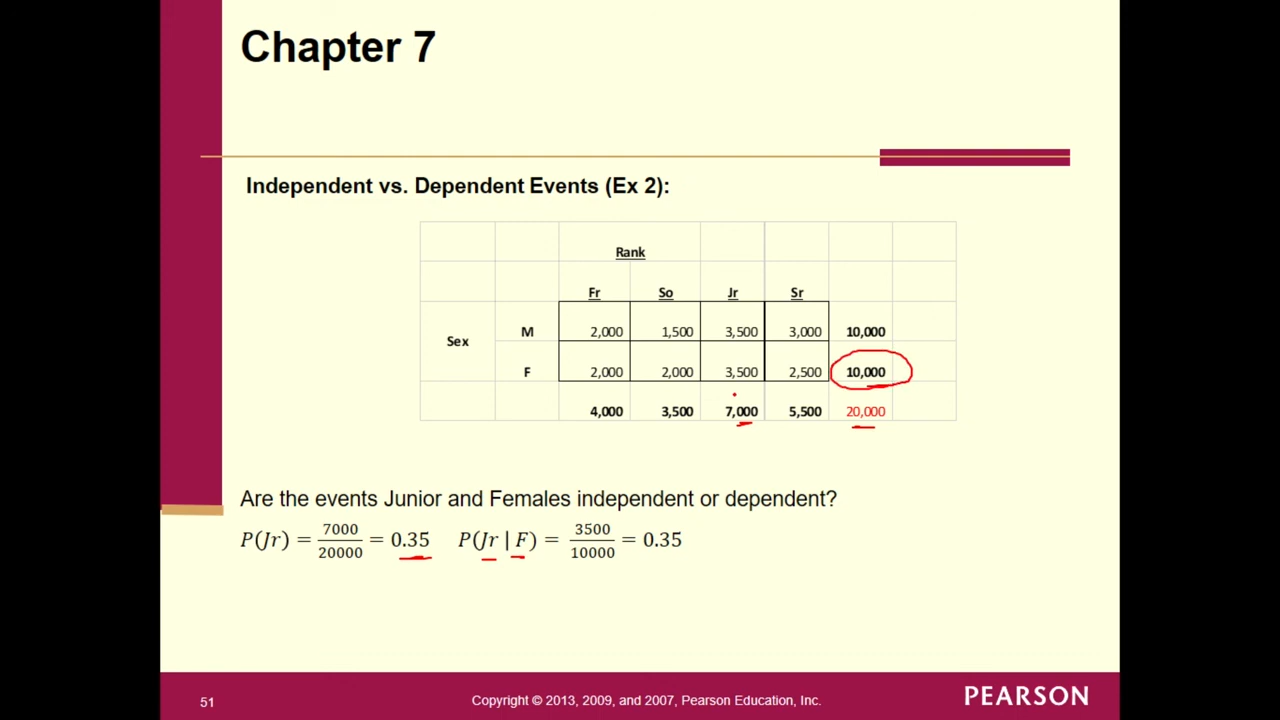 Chapter 7
Independent vs. Dependent Events (Ex 2):
Rank
Fr So Jr Sr
M 2,000 1,500 3,500 3,000 10,000
Sex
F 2,000 2,000 3,500 2,500 10,000
4,000 3,500 7,000 5,500 20,000
Are the events Junior and Females independent or dependent?
P(Jr) = 7000/20000 = 0.35 P(Jr | F) = 3500/10000 = 0.35
51 Copyright © 2013, 2009, and 2007, Pearson Education, Inc. PEARSON